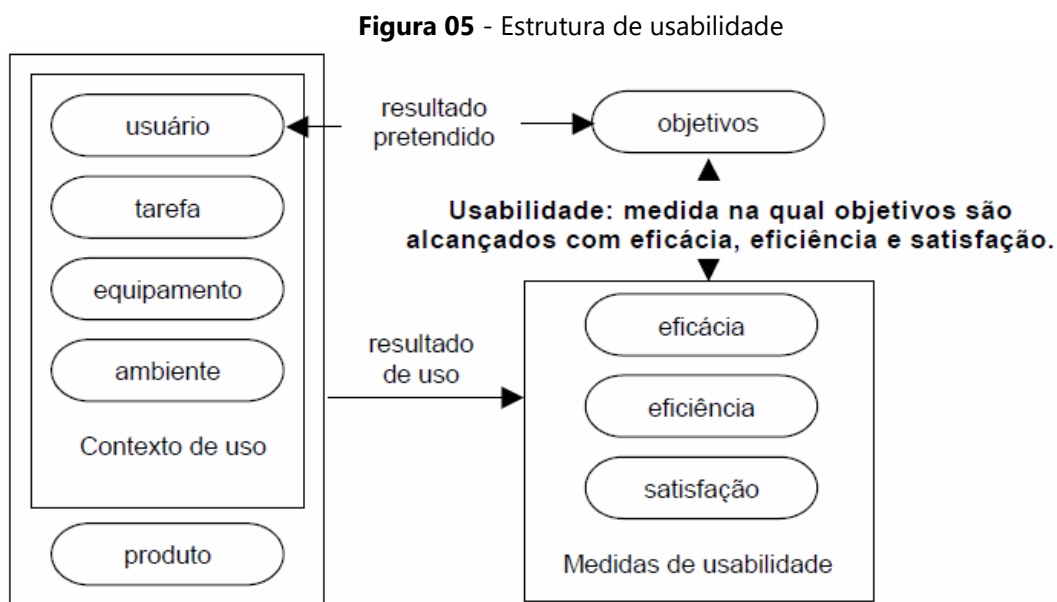 Figura 05 - Estrutura de usabilidade
usuário
tarefa
equipamento
ambiente
Contexto de uso
produto
resultado
pretendido
objetivos
Usabilidade: medida na qual objetivos são
alcançados com eficácia, eficiência e satisfação.
resultado
de uso
eficácia
eficiência
satisfação
Medidas de usabilidade